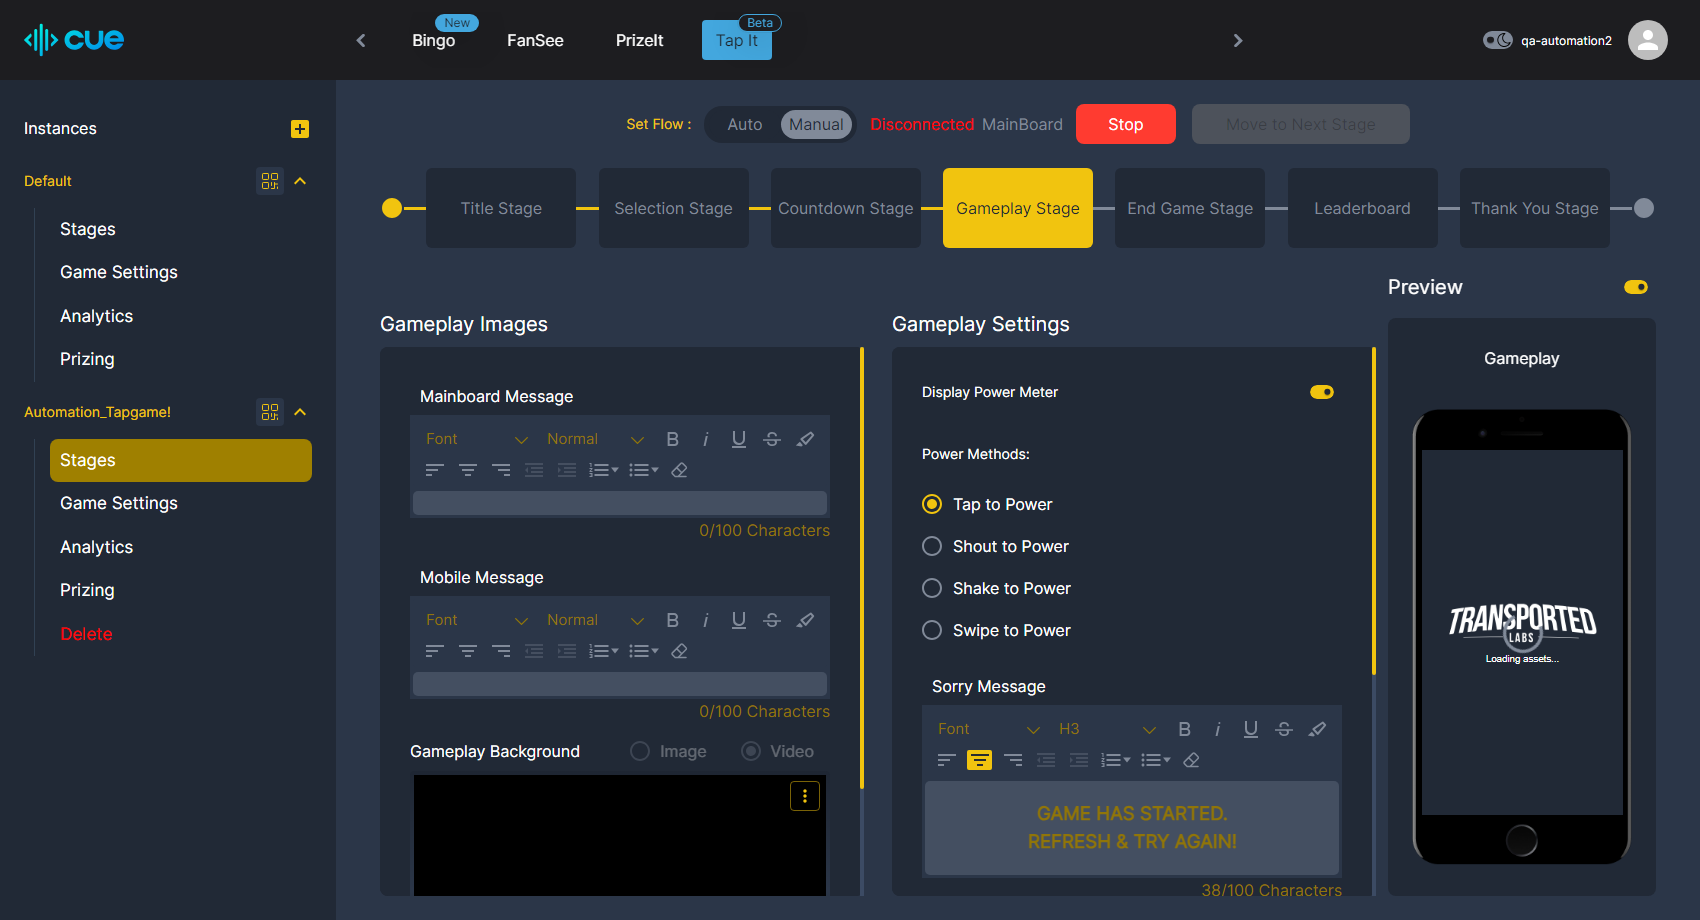 cue
New
Bingo
FanSee
PrizeIt
Beta
Tap It
qa-automation2
Instances
Default
Stages
Game Settings
Analytics
Prizing
Automation_Tapgame!
Stages
Game Settings
Analytics
Prizing
Delete
Set Flow :
Auto
Manual
Disconnected MainBoard
Stop
Move to Next Stage
Title Stage
Selection Stage
Countdown Stage
Gameplay Stage
End Game Stage
Leaderboard
Thank You Stage
Gameplay Images
Mainboard Message
Font
Normal
B i U S
0/100 Characters
Mobile Message
Font
Normal
B i U S
0/100 Characters
Gameplay Background
Image
Video
Gameplay Settings
Display Power Meter
Power Methods:
Tap to Power
Shout to Power
Shake to Power
Swipe to Power
Sorry Message
Font
H3
B i U S
GAME HAS STARTED.
REFRESH & TRY AGAIN!
38/100 Characters
Preview
Gameplay
TRANSPORTED
LABS
Loading assets...